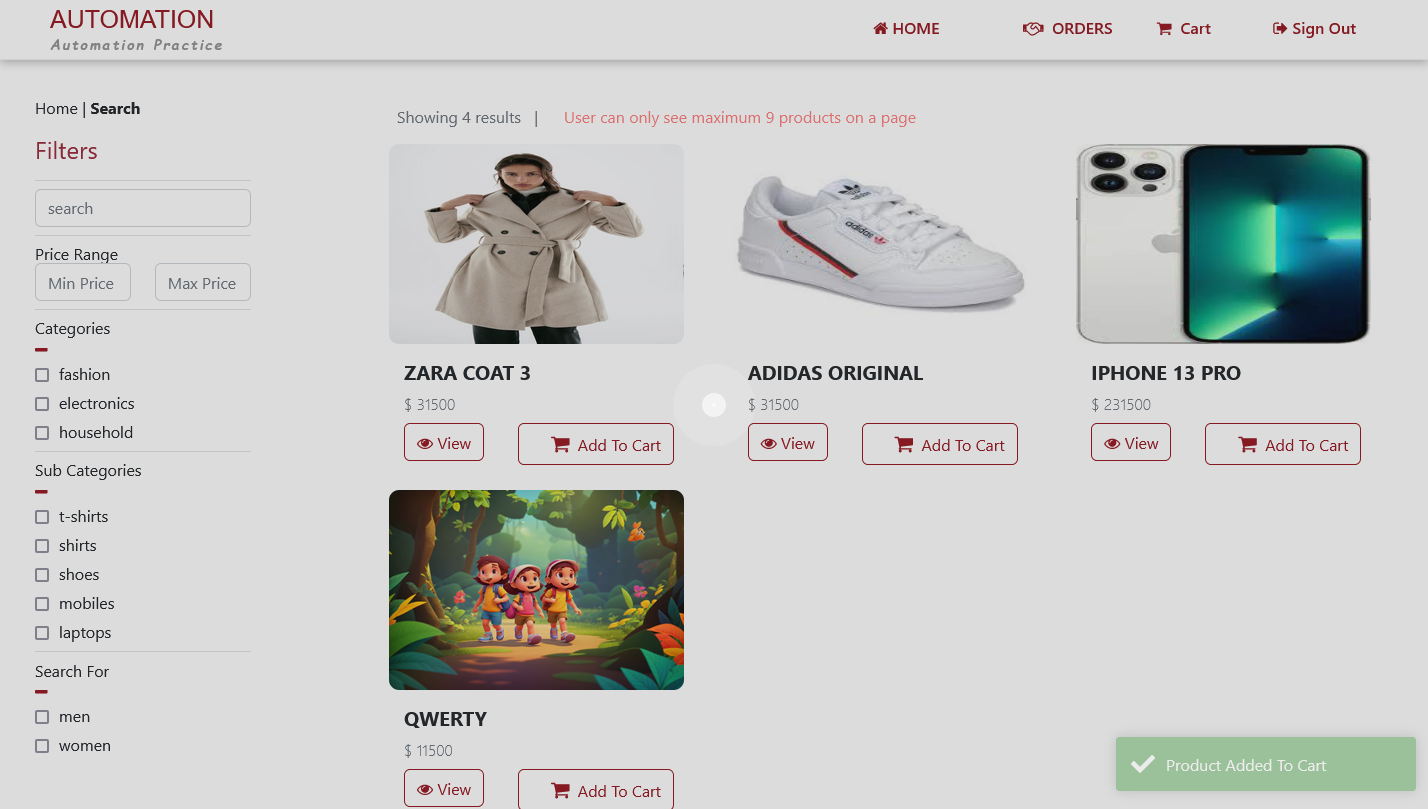 AUTOMATION
Automation Practice
HOME
ORDERS
Cart
Sign Out
Home | Search
Showing 4 results |
User can only see maximum 9 products on a page
Filters
search
Price Range
Min Price
Max Price
Categories
fashion
electronics
household
Sub Categories
t-shirts
shirts
shoes
mobiles
laptops
Search For
men
women
ZARA COAT 3
$ 31500
View
Add To Cart
adidas
adidas
ADIDAS ORIGINAL
$ 31500
View
Add To Cart
IPHONE 13 PRO
$ 231500
View
Add To Cart
QWERTY
$ 11500
View
Add To Cart
Product Added To Cart